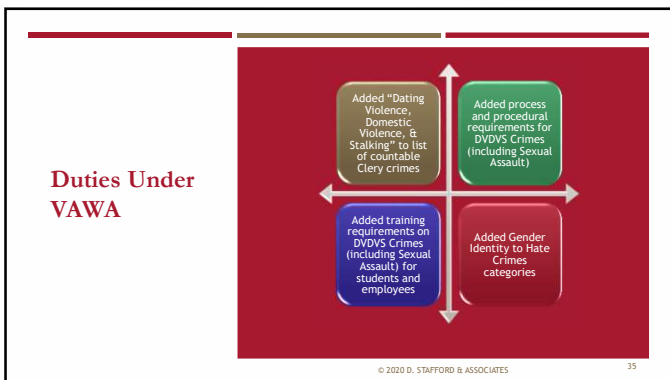 Duties Under
VAWA
Added “Dating
Violence,
Domestic
Violence, &
Stalking” to list
of countable
Clery crimes
Added process
and procedural
requirements for
DVDVS Crimes
(including Sexual
Assault)
Added training
requirements on
DVDVS Crimes
(including Sexual
Assault) for
students and
employees
Added Gender
Identity to Hate
Crimes
categories
© 2020 D. STAFFORD & ASSOCIATES
35